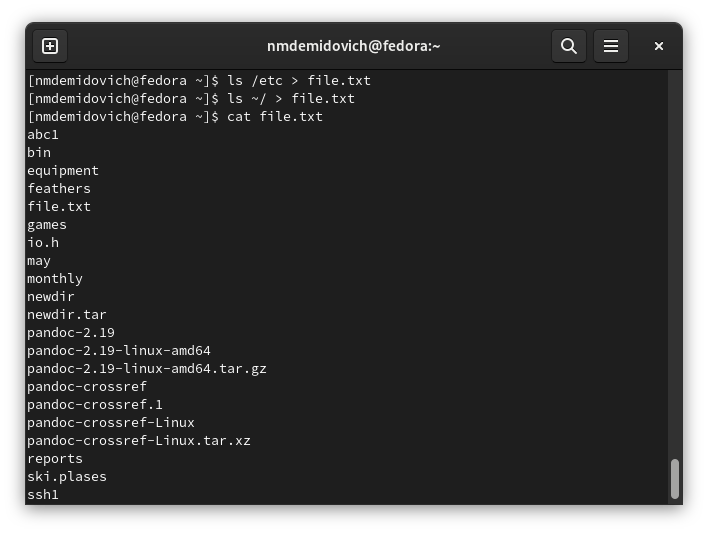 nmdemidovich@fedora:~
[nmdemidovich@fedora ~]$ ls /etc > file.txt
[nmdemidovich@fedora ~]$ ls ~/ > file.txt
[nmdemidovich@fedora ~]$ cat file.txt
abc1
bin
equipment
feathers
file.txt
games
io.h
may
monthly
newdir
newdir.tar
pandoc-2.19
pandoc-2.19-linux-amd64
pandoc-2.19-linux-amd64.tar.gz
pandoc-crossref
pandoc-crossref.1
pandoc-crossref-Linux
pandoc-crossref-Linux.tar.xz
reports
ski.plases
ssh1